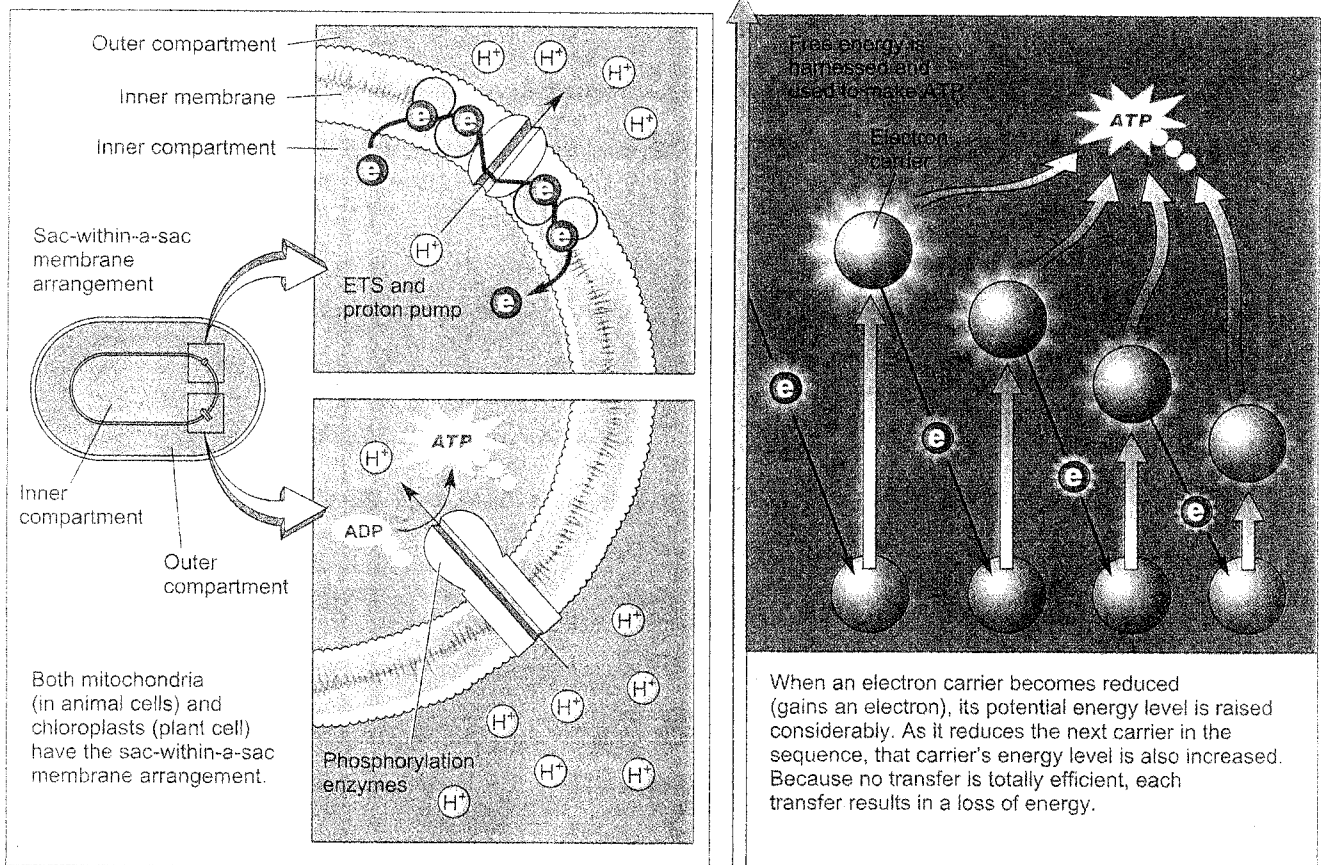 Outer compartment
Inner membrane
Inner compartment
H⁺
H⁺
H⁺
H⁺
e
e
e
e
e
H⁺
e
ETS and
proton pump
Sac-within-a-sac
membrane
arrangement
Inner
compartment
Outer
compartment
ATP
H⁺
ADP
H⁺
H⁺
H⁺
H⁺
H⁺
H⁺
H⁺
Phosphorylation
enzymes
Both mitochondria
(in animal cells) and
chloroplasts (plant cell)
have the sac-within-a-sac
membrane arrangement.
Free energy is
harnessed and
used to make ATP
ATP
Electron
carrier
e
e
e
e
When an electron carrier becomes reduced
(gains an electron), its potential energy level is raised
considerably. As it reduces the next carrier in the
sequence, that carrier's energy level is also increased.
Because no transfer is totally efficient, each
transfer results in a loss of energy.